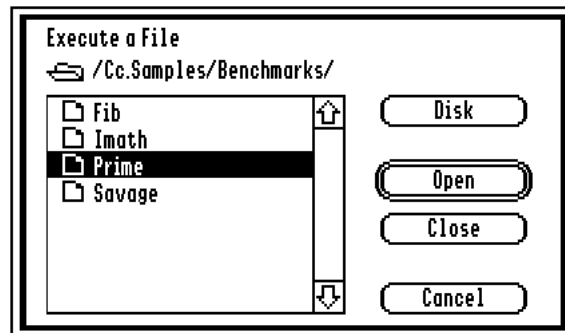 Execute a File
/Cc.Samples/Benchmarks/
Fib
Imath
Prime
Savage
Disk
Open
Close
Cancel